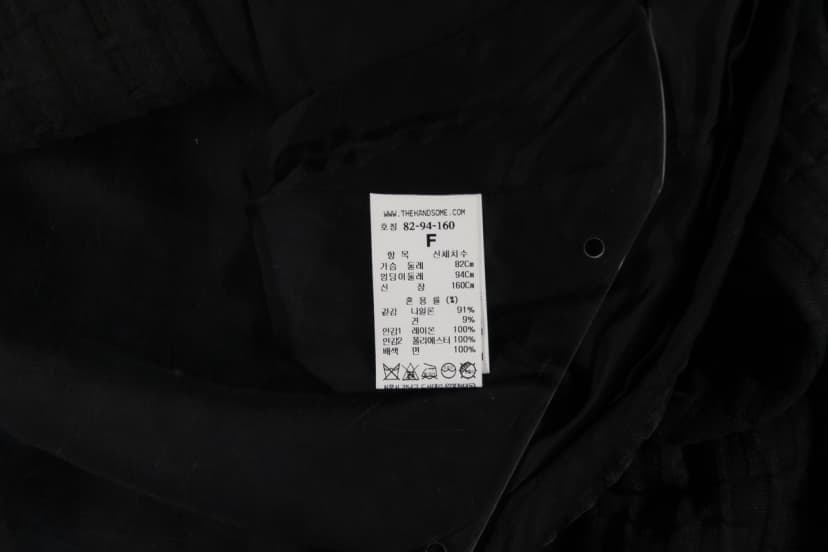 WWW.THEHANDSOME.COM
호칭 82-94-160
F
항 목 신체치수
가슴 둘레 82Cm
엉덩이둘레 94Cm
신 장 160Cm
혼 용 률 (%)
겉감 나일론 91%
견 9%
안감1 레이온 100%
안감2 폴리에스터 100%
배색 면 100%